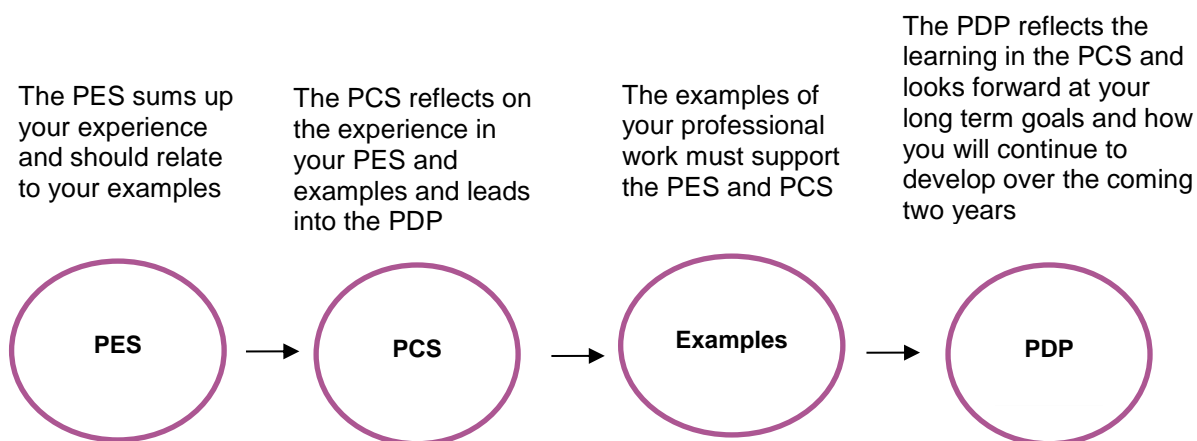 The PES sums up
your experience
and should relate
to your examples
The PCS reflects on
the experience in
your PES and
examples and leads
into the PDP
The examples of
your professional
work must support
the PES and PCS
The PDP reflects the
learning in the PCS and
looks forward at your
long term goals and how
you will continue to
develop over the coming
two years
PES
PCS
Examples
PDP